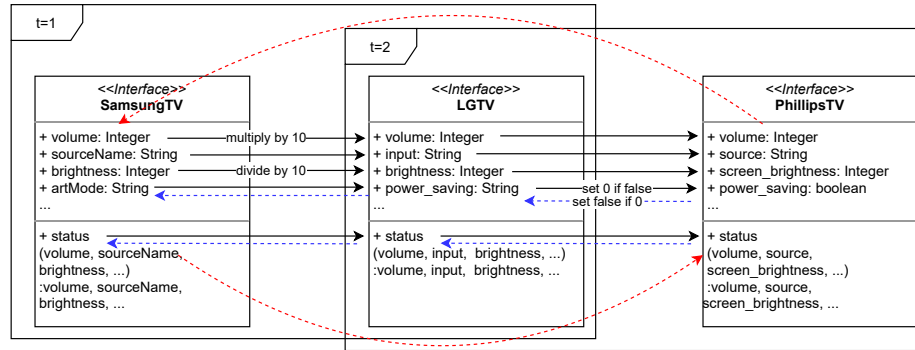 t=1
t=2
<<Interface>>
SamsungTV
+ volume: Integer
+ sourceName: String
+ brightness: Integer
+ artMode: String
...
+ status
(volume, sourceName,
brightness, ...)
:volume, sourceName,
brightness, ...
multiply by 10
divide by 10
<<Interface>>
LGTV
+ volume: Integer
+ input: String
+ brightness: Integer
+ power_saving: String
...
+ status
(volume, input, brightness, ...)
:volume, input, brightness, ...
set 0 if false
set false if 0
<<Interface>>
PhillipsTV
+ volume: Integer
+ source: String
+ screen_brightness: Integer
+ power_saving: boolean
...
+ status
(volume, source,
screen_brightness, ...)
:volume, source,
screen_brightness, ...